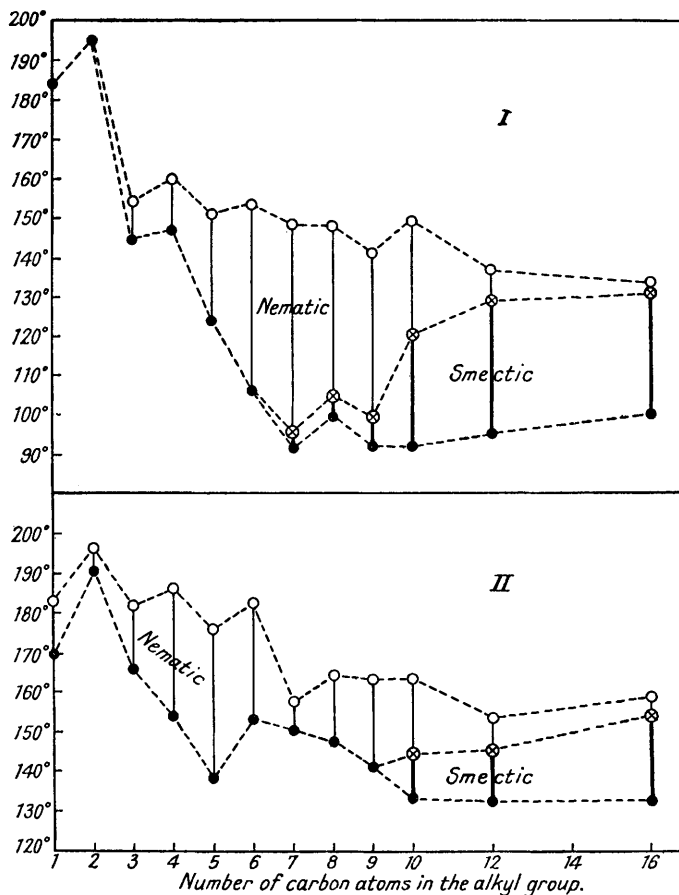 200°
190°
180°
170°
160°
150°
140°
130°
120°
110°
100°
90°
I
Nematic
Smectic
200°
190°
180°
170°
160°
150°
140°
130°
120°
II
Nematic
Smectic
1 2 3 4 5 6 7 8 9 10 12 14 16
Number of carbon atoms in the alkyl group.